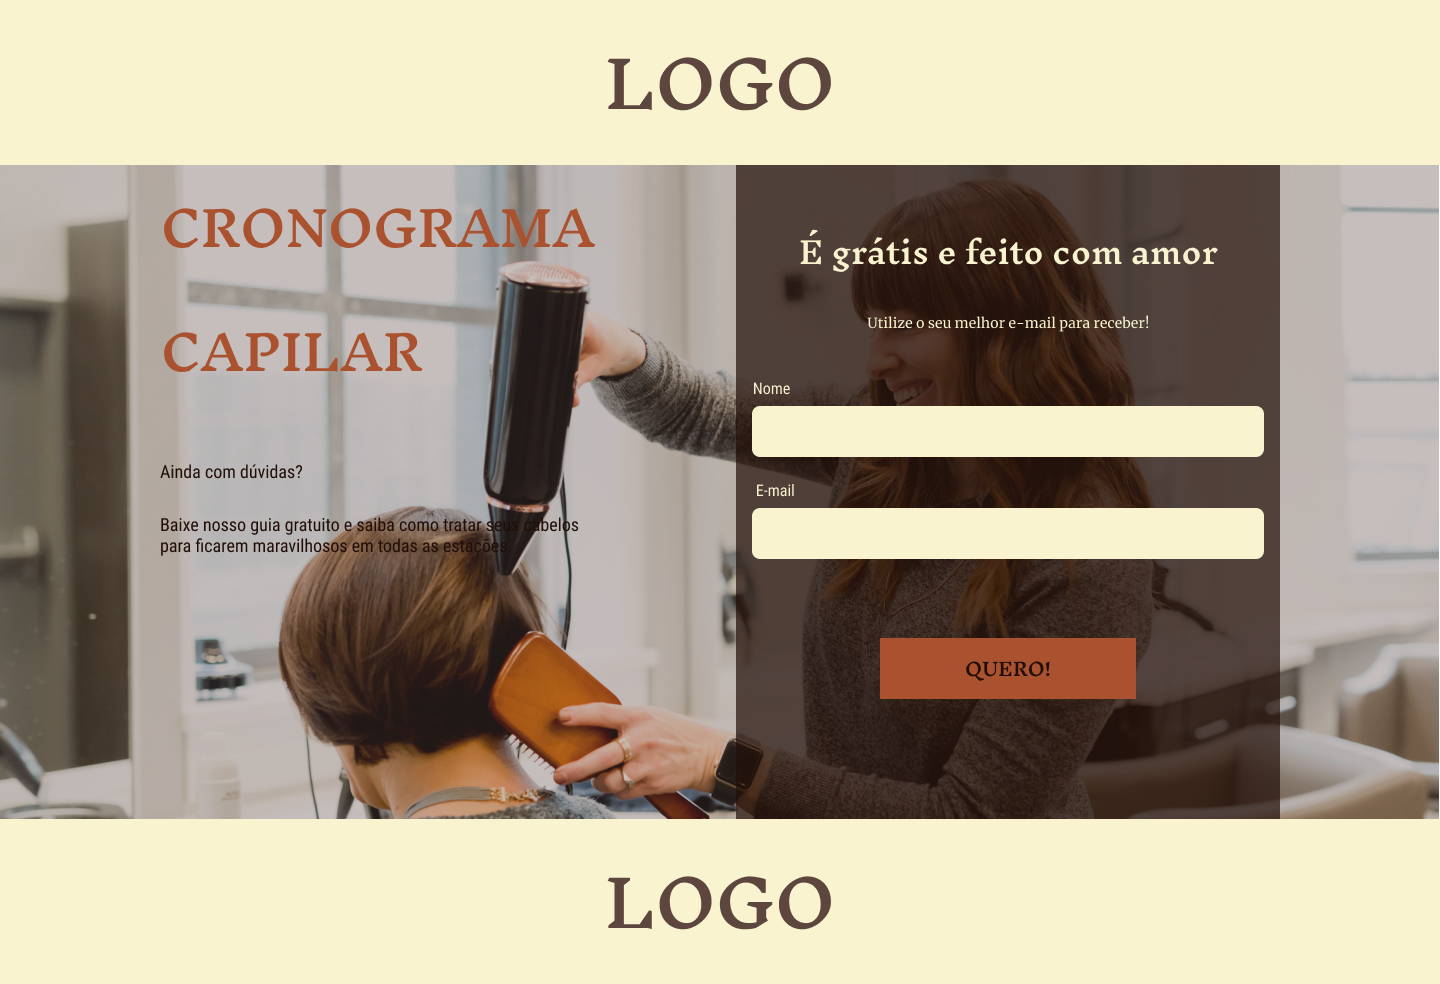 LOGO
CRONOGRAMA
CAPILAR
Ainda com dúvidas?
Baixe nosso guia gratuito e saiba como tratar seus cabelos
para ficarem maravilhosos em todas as estações.
É grátis e feito com amor
Utilize o seu melhor e-mail para receber!
Nome
E-mail
QUERO!
LOGO